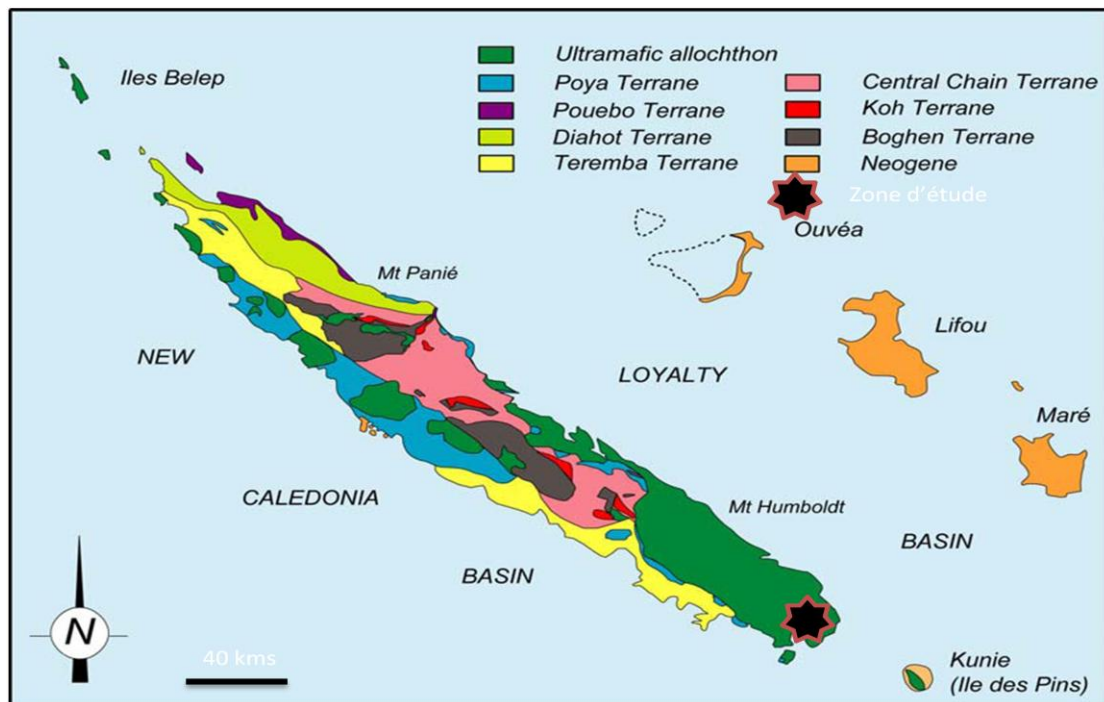 Iles Belep
Ultramafic allochthon
Poya Terrane
Pouebo Terrane
Diahot Terrane
Teremba Terrane
Central Chain Terrane
Koh Terrane
Boghen Terrane
Neogene
Zone d'étude
Ouvéa
Mt Panié
Lifou
NEW
LOYALTY
Maré
CALEDONIA
Mt Humboldt
BASIN
BASIN
N
40 kms
Kunie
(Ile des Pins)